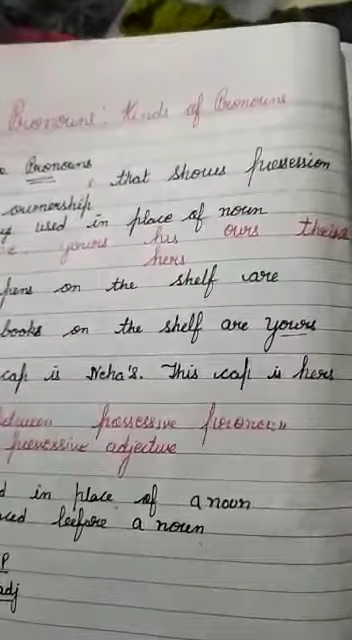 Pronouns: Kinds of Pronouns
Pronouns that shows possession
ownership
used in place of noun
yours his ours theirs
hers
pens on the shelf are
books on the shelf are yours
cap is Neha's. This cap is hers
between possessive pronoun
possessive adjective
in place of a noun
before a noun
P
adj